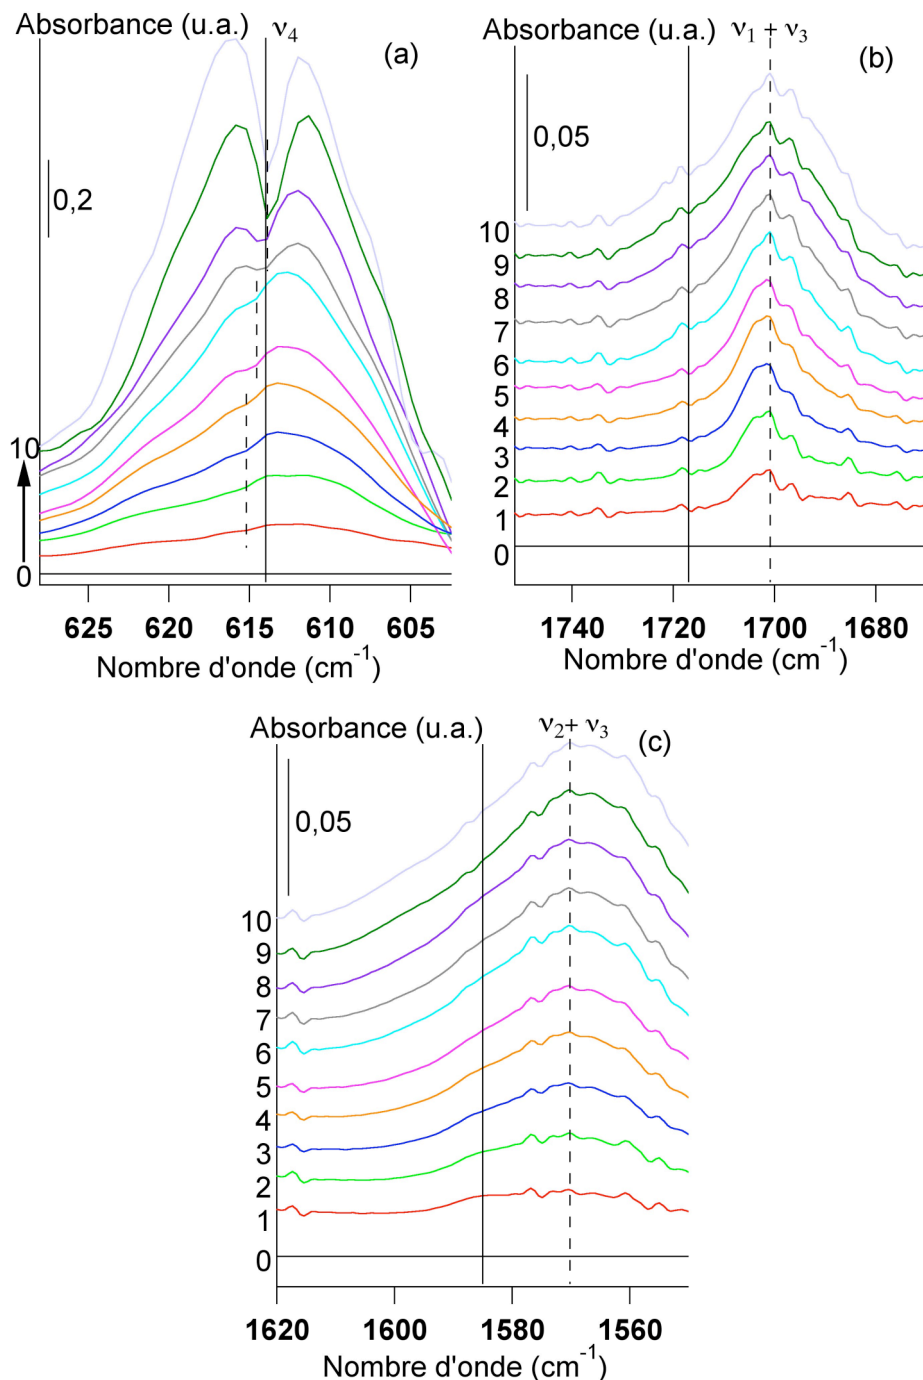 Absorbance (u.a.)
ν4
(a)
0,2
10
0
625 620 615 610 605
Nombre d'onde (cm-1)
Absorbance (u.a.)
ν1 + ν3
(b)
0,05
10
9
8
7
6
5
4
3
2
1
0
1740 1720 1700 1680
Nombre d'onde (cm-1)
Absorbance (u.a.)
ν2+ ν3
(c)
0,05
10
9
8
7
6
5
4
3
2
1
0
1620 1600 1580 1560
Nombre d'onde (cm-1)